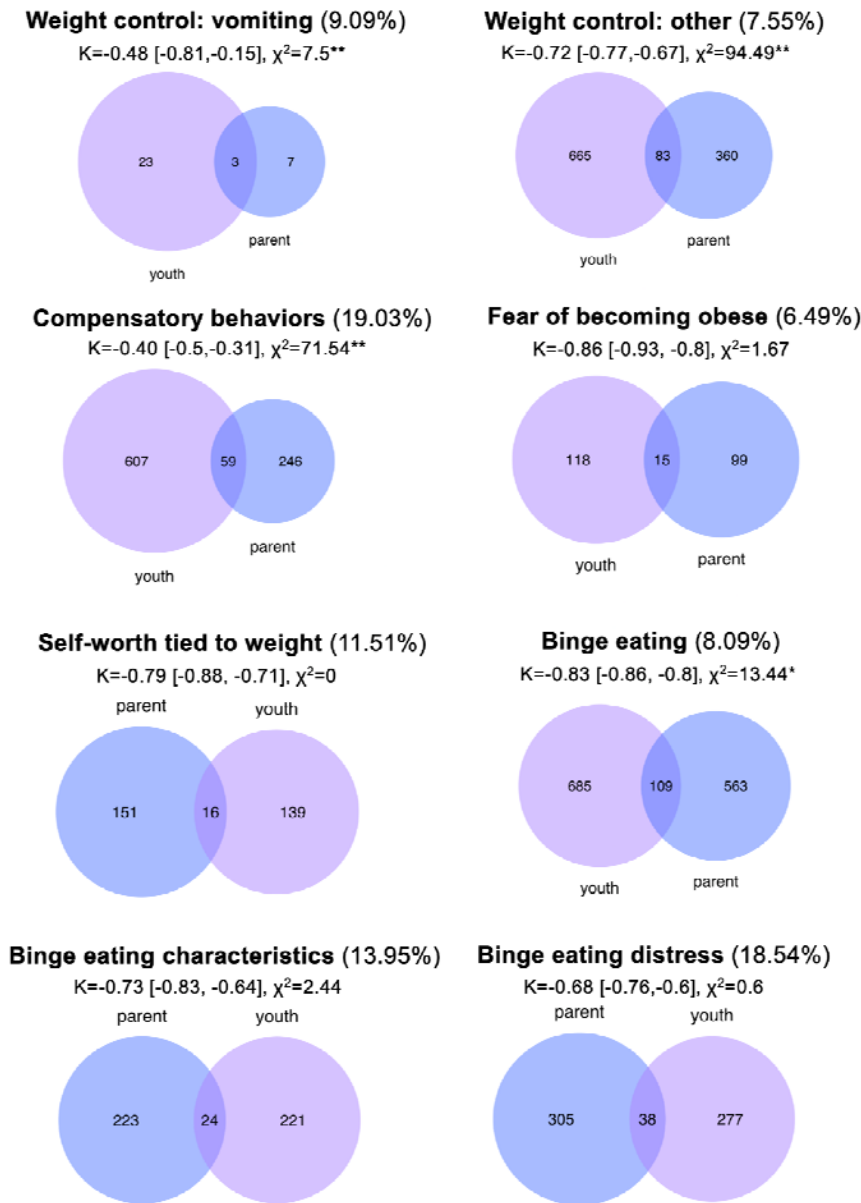 Weight control: vomiting (9.09%)
K=-0.48 [-0.81,-0.15], χ²=7.5**
23
3
7
parent
youth
Weight control: other (7.55%)
K=-0.72 [-0.77,-0.67], χ²=94.49**
665
83
360
parent
youth
Compensatory behaviors (19.03%)
K=-0.40 [-0.5,-0.31], χ²=71.54**
607
59
246
parent
youth
Fear of becoming obese (6.49%)
K=-0.86 [-0.93, -0.8], χ²=1.67
118
15
99
youth
parent
Self-worth tied to weight (11.51%)
K=-0.79 [-0.88, -0.71], χ²=0
parent
youth
151
16
139
Binge eating (8.09%)
K=-0.83 [-0.86, -0.8], χ²=13.44*
685
109
563
youth
parent
Binge eating characteristics (13.95%)
K=-0.73 [-0.83, -0.64], χ²=2.44
parent
youth
223
24
221
Binge eating distress (18.54%)
K=-0.68 [-0.76,-0.6], χ²=0.6
parent
youth
305
38
277